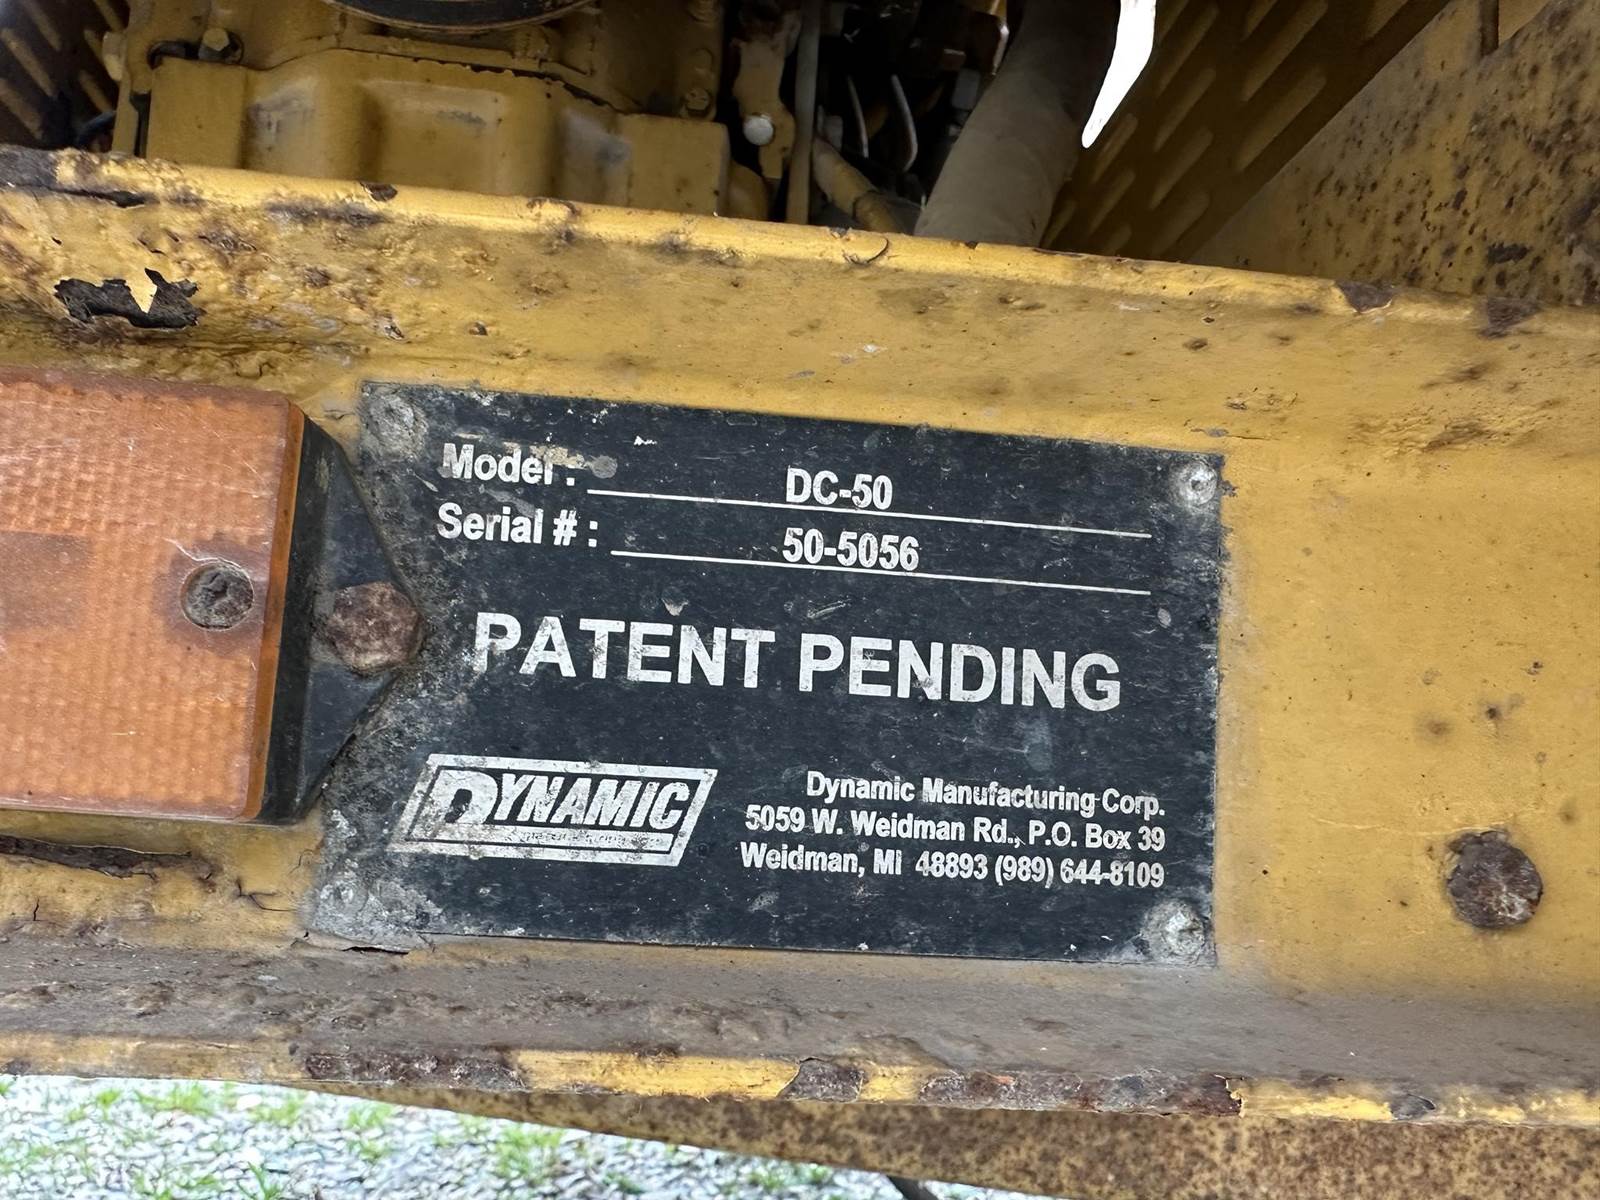 Model :
DC-50
Serial # :
50-5056
PATENT PENDING
DYNAMIC
Dynamic Manufacturing Corp.
5059 W. Weidman Rd., P.O. Box 39
Weidman, MI 48893 (989) 644-8109